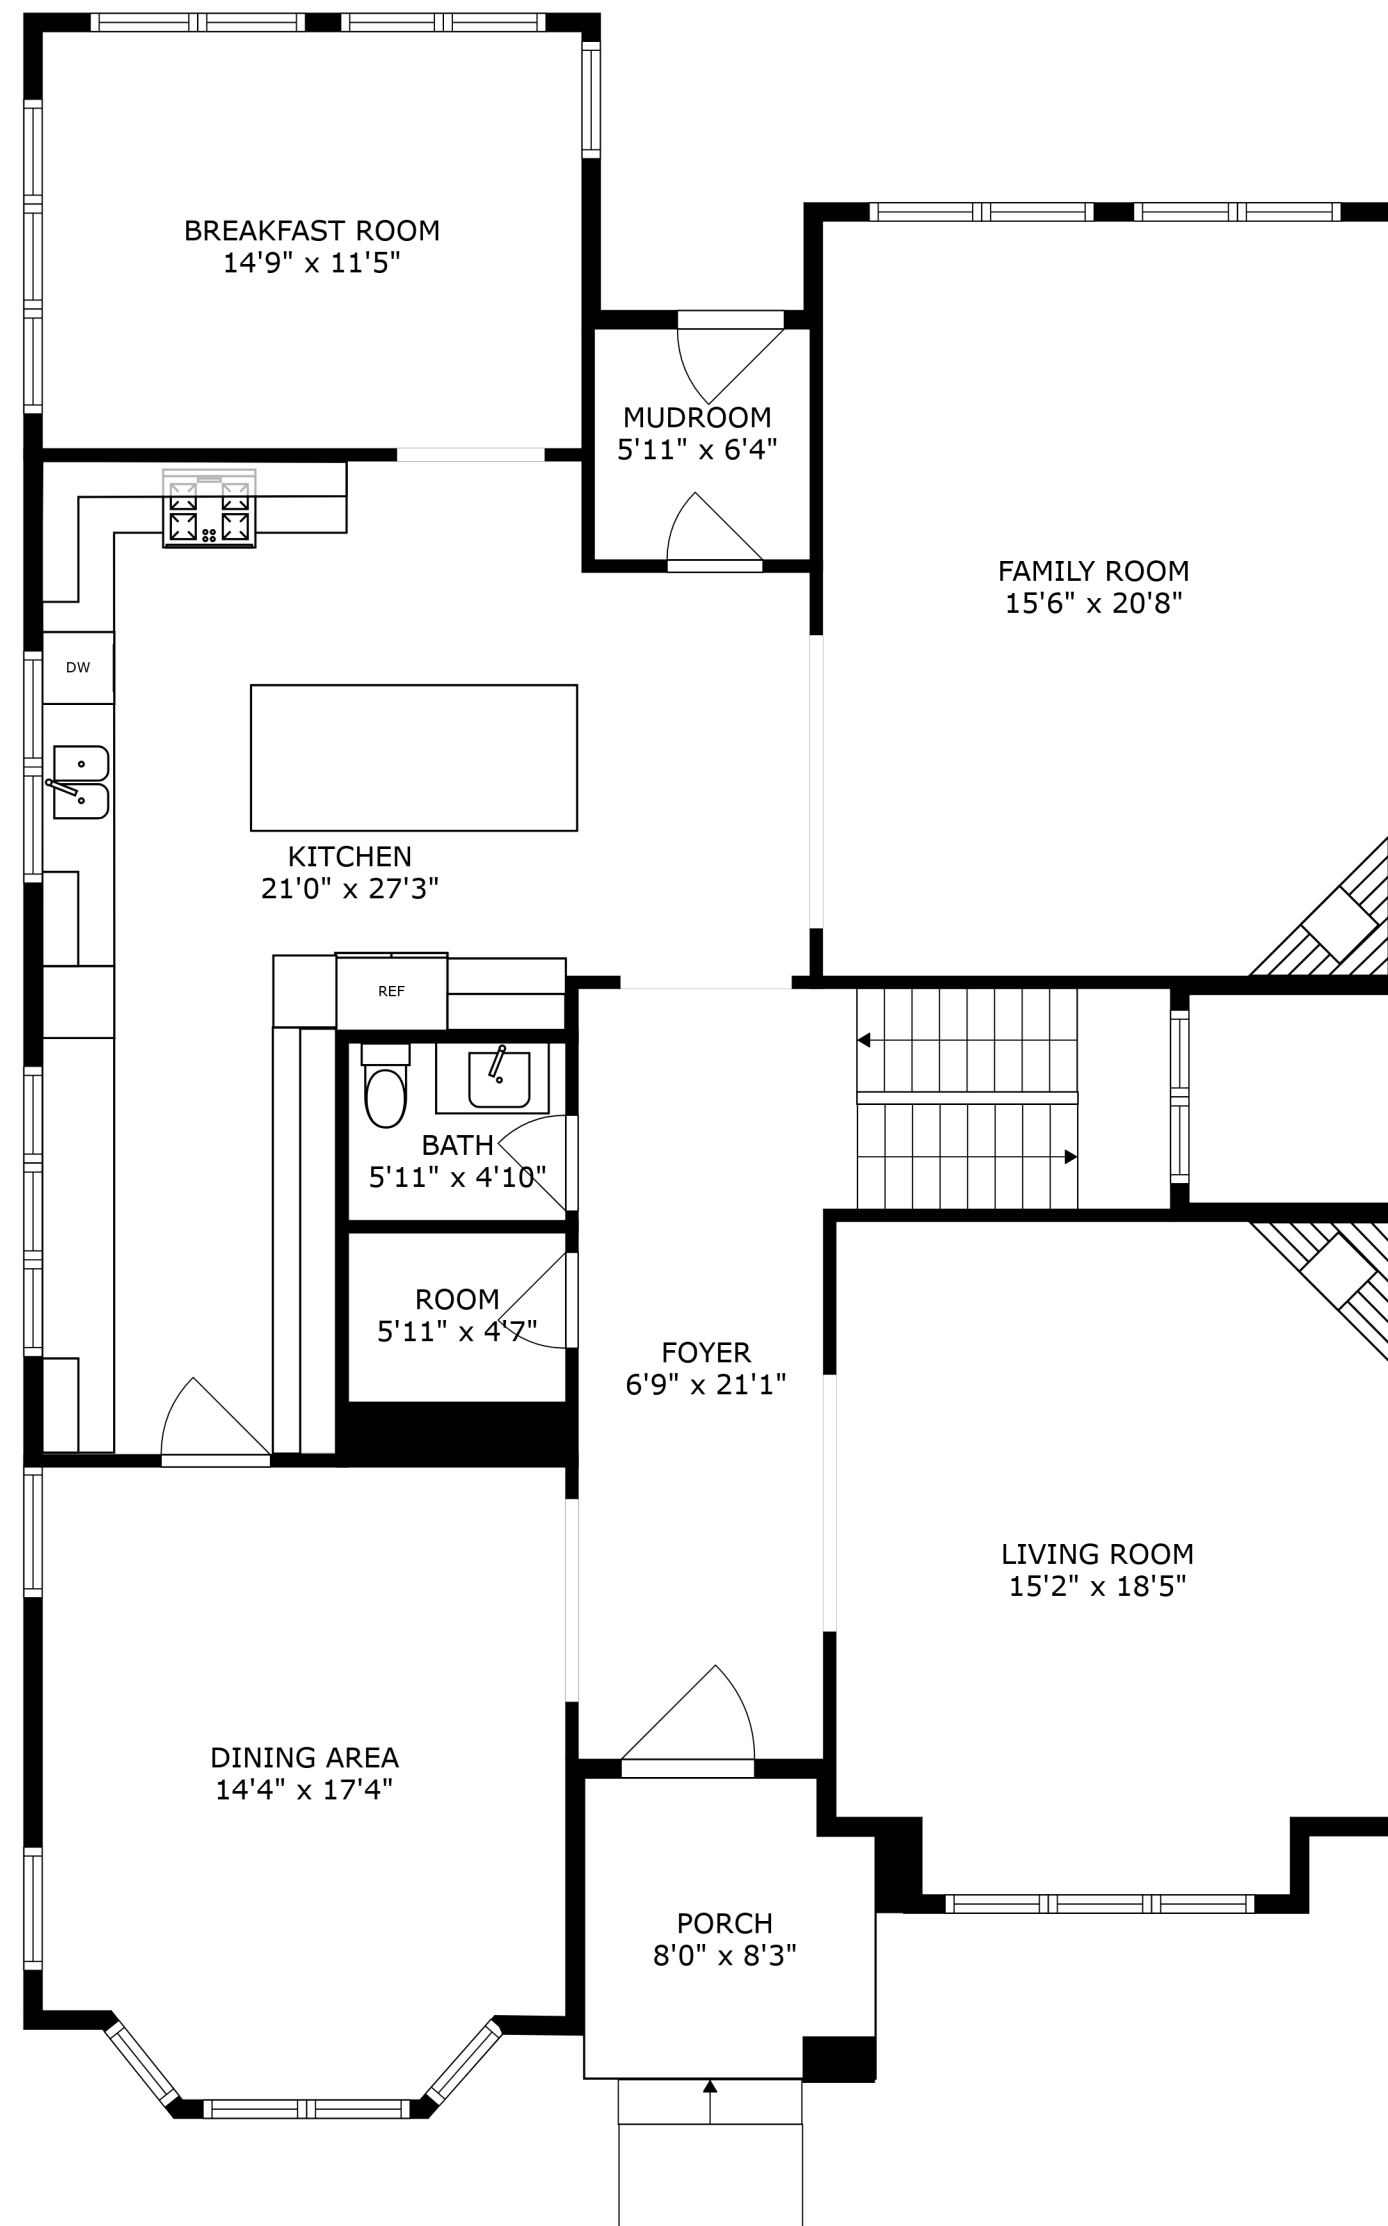 BREAKFAST ROOM
14'9" x 11'5"
MUDROOM
5'11" x 6'4"
FAMILY ROOM
15'6" x 20'8"
DW
KITCHEN
21'0" x 27'3"
REF
BATH
5'11" x 4'10"
ROOM
5'11" x 4'7"
FOYER
6'9" x 21'1"
LIVING ROOM
15'2" x 18'5"
DINING AREA
14'4" x 17'4"
PORCH
8'0" x 8'3"